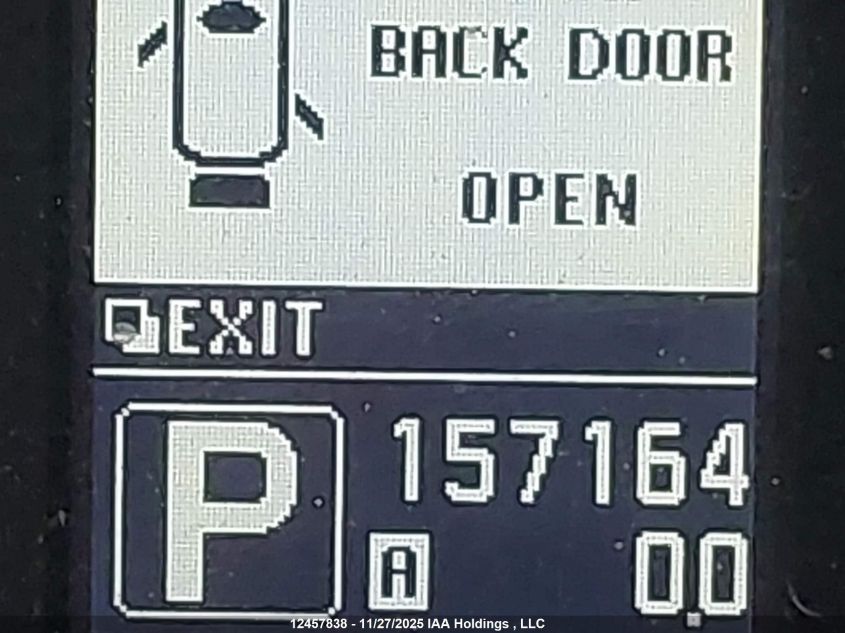 BACK DOOR
OPEN
EXIT
P
157164
A 0.0
12457838 - 11/27/2025 IAA Holdings , LLC